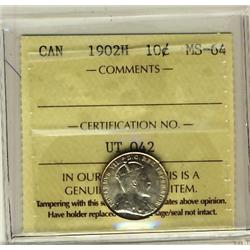 CAN 1902H 10¢ MS-64
— COMMENTS —
— CERTIFICATION NO. —
UT 042
IN OUR IS IS A
GENUI ITEM.
Tampering with this s ates above opinion.
Have holder replaced age/seal not intact.